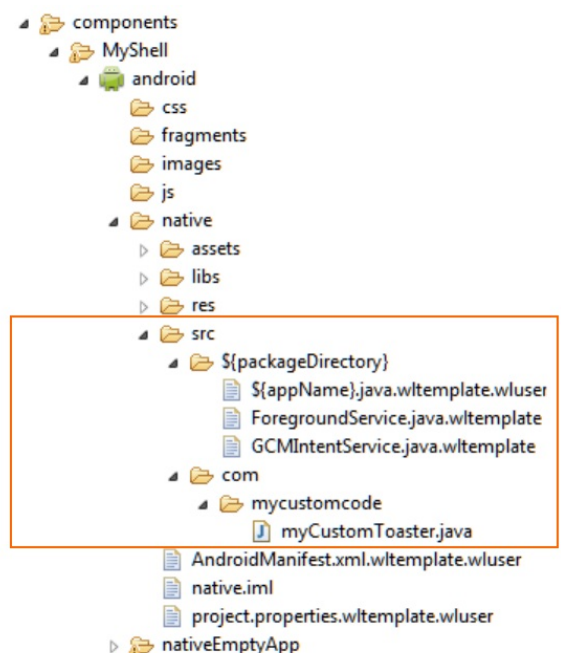 components
MyShell
android
css
fragments
images
js
native
assets
libs
res
src
${packageDirectory}
${appName}.java.wltemplate.wluser
ForegroundService.java.wltemplate
GCMIntentService.java.wltemplate
com
mycustomcode
myCustomToaster.java
AndroidManifest.xml.wltemplate.wluser
native.iml
project.properties.wltemplate.wluser
nativeEmptyApp